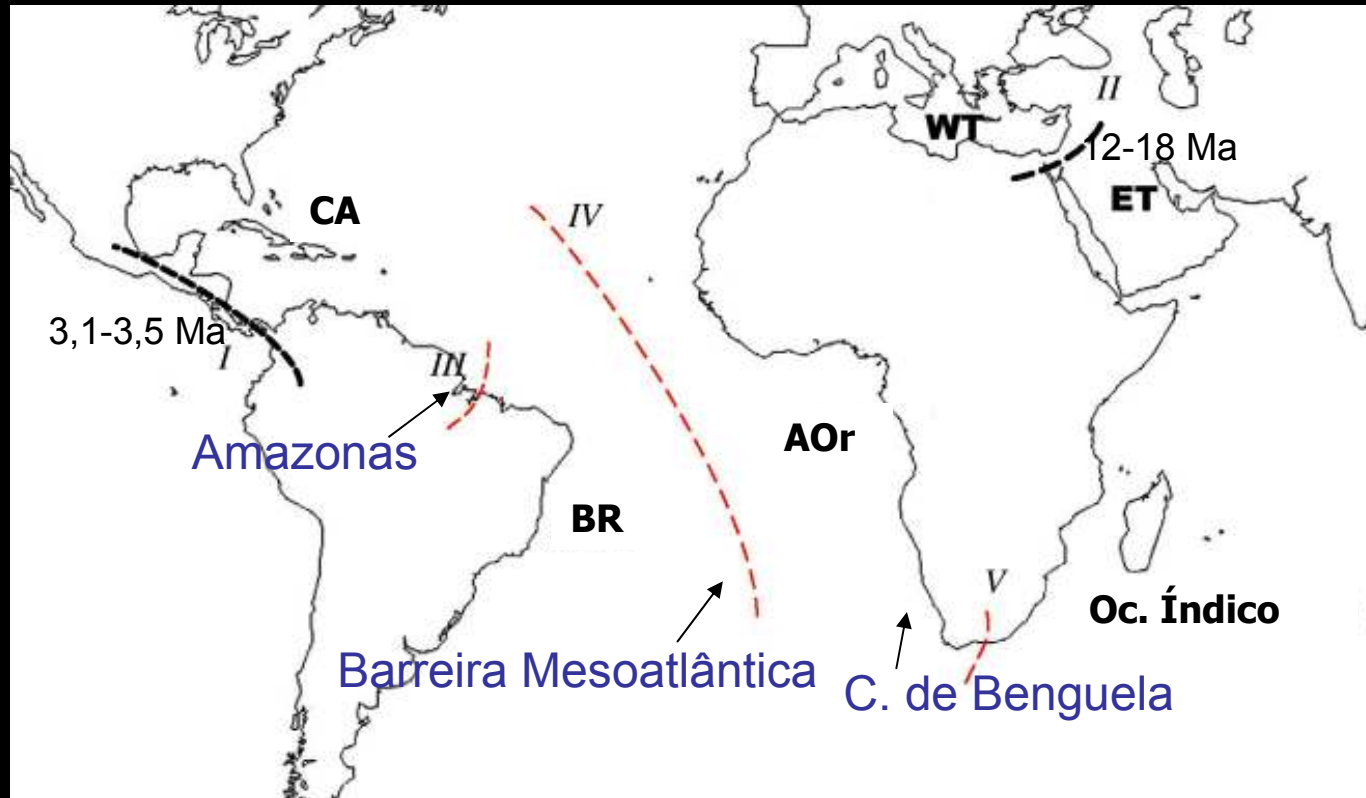 II
WT
12-18 Ma
ET
CA
IV
3,1-3,5 Ma
I
III
Amazonas
AOr
BR
V
Oc. Índico
Barreira Mesoatlântica
C. de Benguela